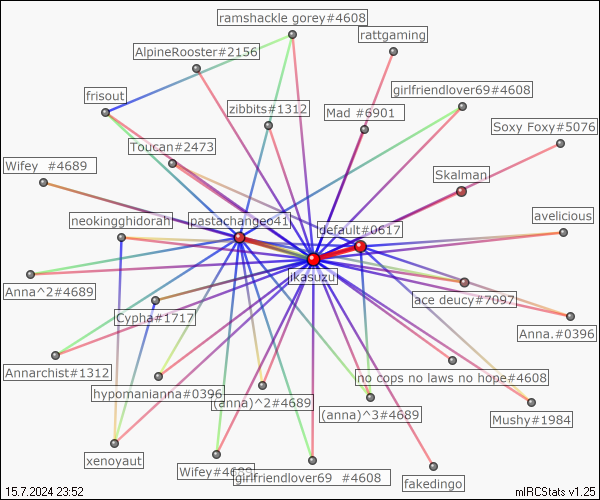 ramshackle gorey#4608
rattgaming
AlpineRooster#2156
girlfriendlover69#4608
frisout
zibbits#1312
Mad #6901
Soxy Foxy#5076
Toucan#2473
Wifey #4689
Skalman
neokingghidorah
pastachangeo41
default#0617
avelicious
ikasuzu
Anna^2#4689
ace deucy#7097
Cypha#1717
Anna.#0396
Annarchist#1312
no cops no laws no hope#4608
hypomanianna#0396
(anna)^2#4689
(anna)^3#4689
Mushy#1984
xenoyaut
Wifey#4689
girlfriendlover69 #4608
fakedingo
15.7.2024 23:52
mIRCStats v1.25